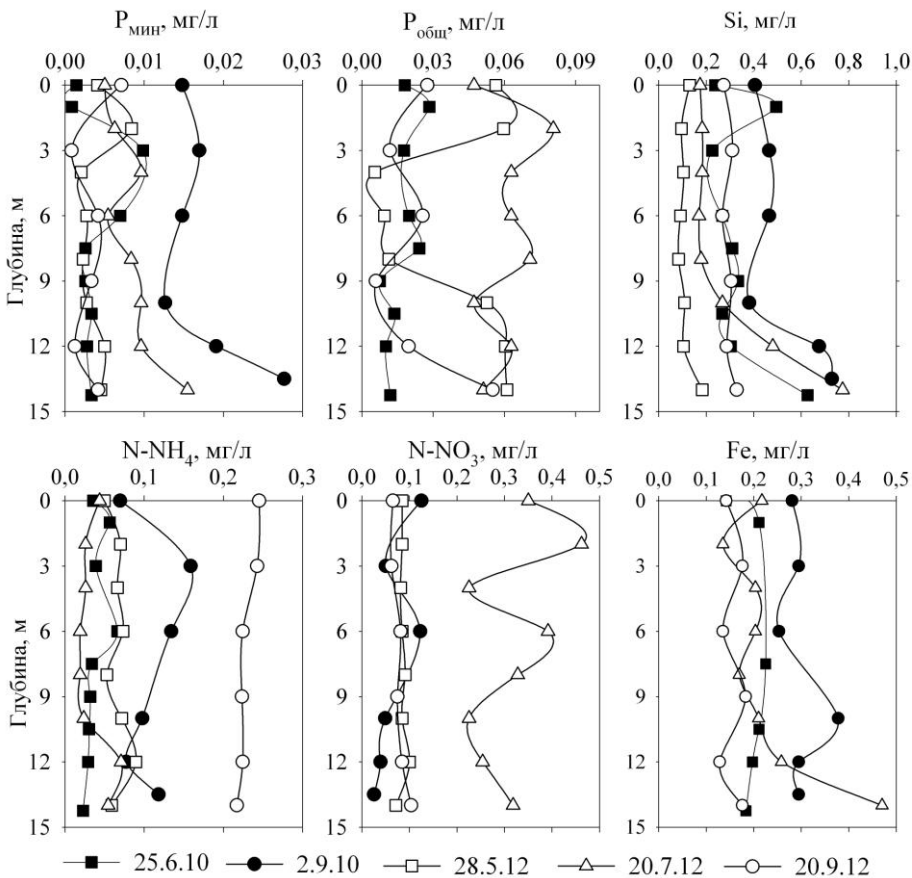 Pмин, мг/л Pобщ, мг/л Si, мг/л
0,00 0,01 0,02 0,03 0,00 0,03 0,06 0,09 0,0 0,2 0,4 0,6 0,8 1,0
0
3
6
9
12
15
Глубина, м
N-NH4, мг/л N-NO3, мг/л Fe, мг/л
0,0 0,1 0,2 0,3 0,0 0,1 0,2 0,3 0,4 0,5 0,0 0,1 0,2 0,3 0,4 0,5
0
3
6
9
12
15
Глубина, м
25.6.10 2.9.10 28.5.12 20.7.12 20.9.12